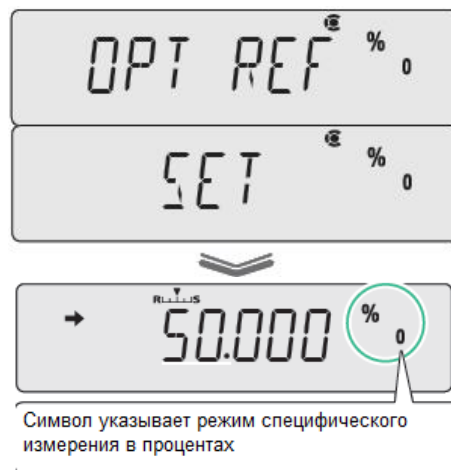 OPT REF % 0
SET % 0
R S
50.000 % 0
Символ указывает режим специфического
измерения в процентах